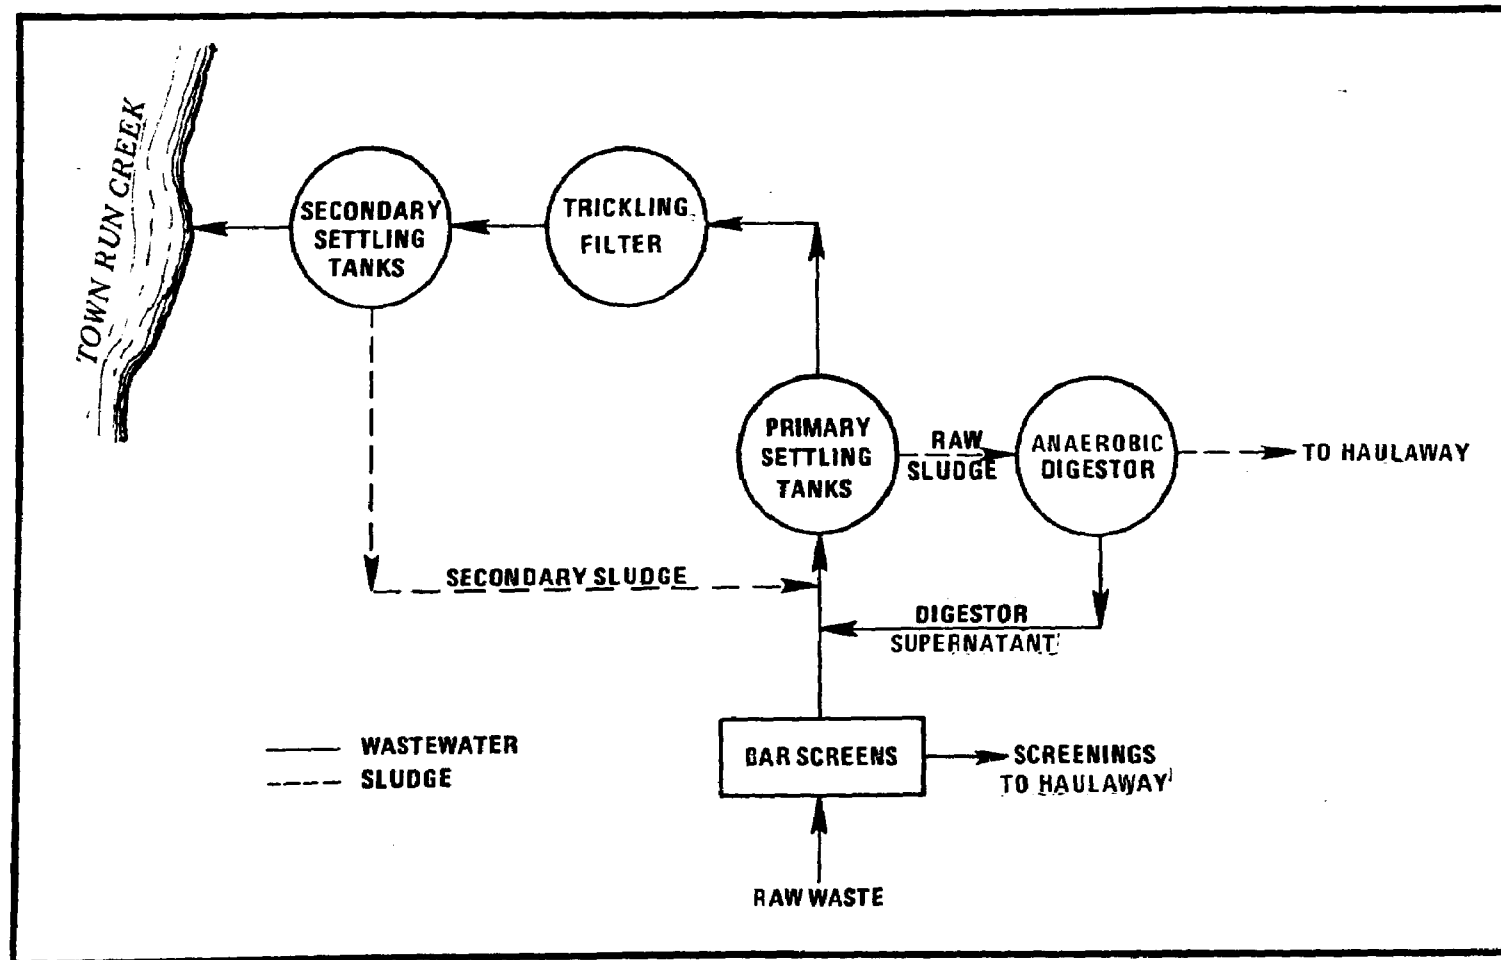 TOWN RUN CREEK
SECONDARY
SETTLING
TANKS
TRICKLING
FILTER
PRIMARY
SETTLING
TANKS
RAW
SLUDGE
ANAEROBIC
DIGESTOR
TO HAULAWAY
SECONDARY SLUDGE
DIGESTOR
SUPERNATANT
WASTEWATER
SLUDGE
BAR SCREENS
SCREENINGS
TO HAULAWAY
RAW WASTE